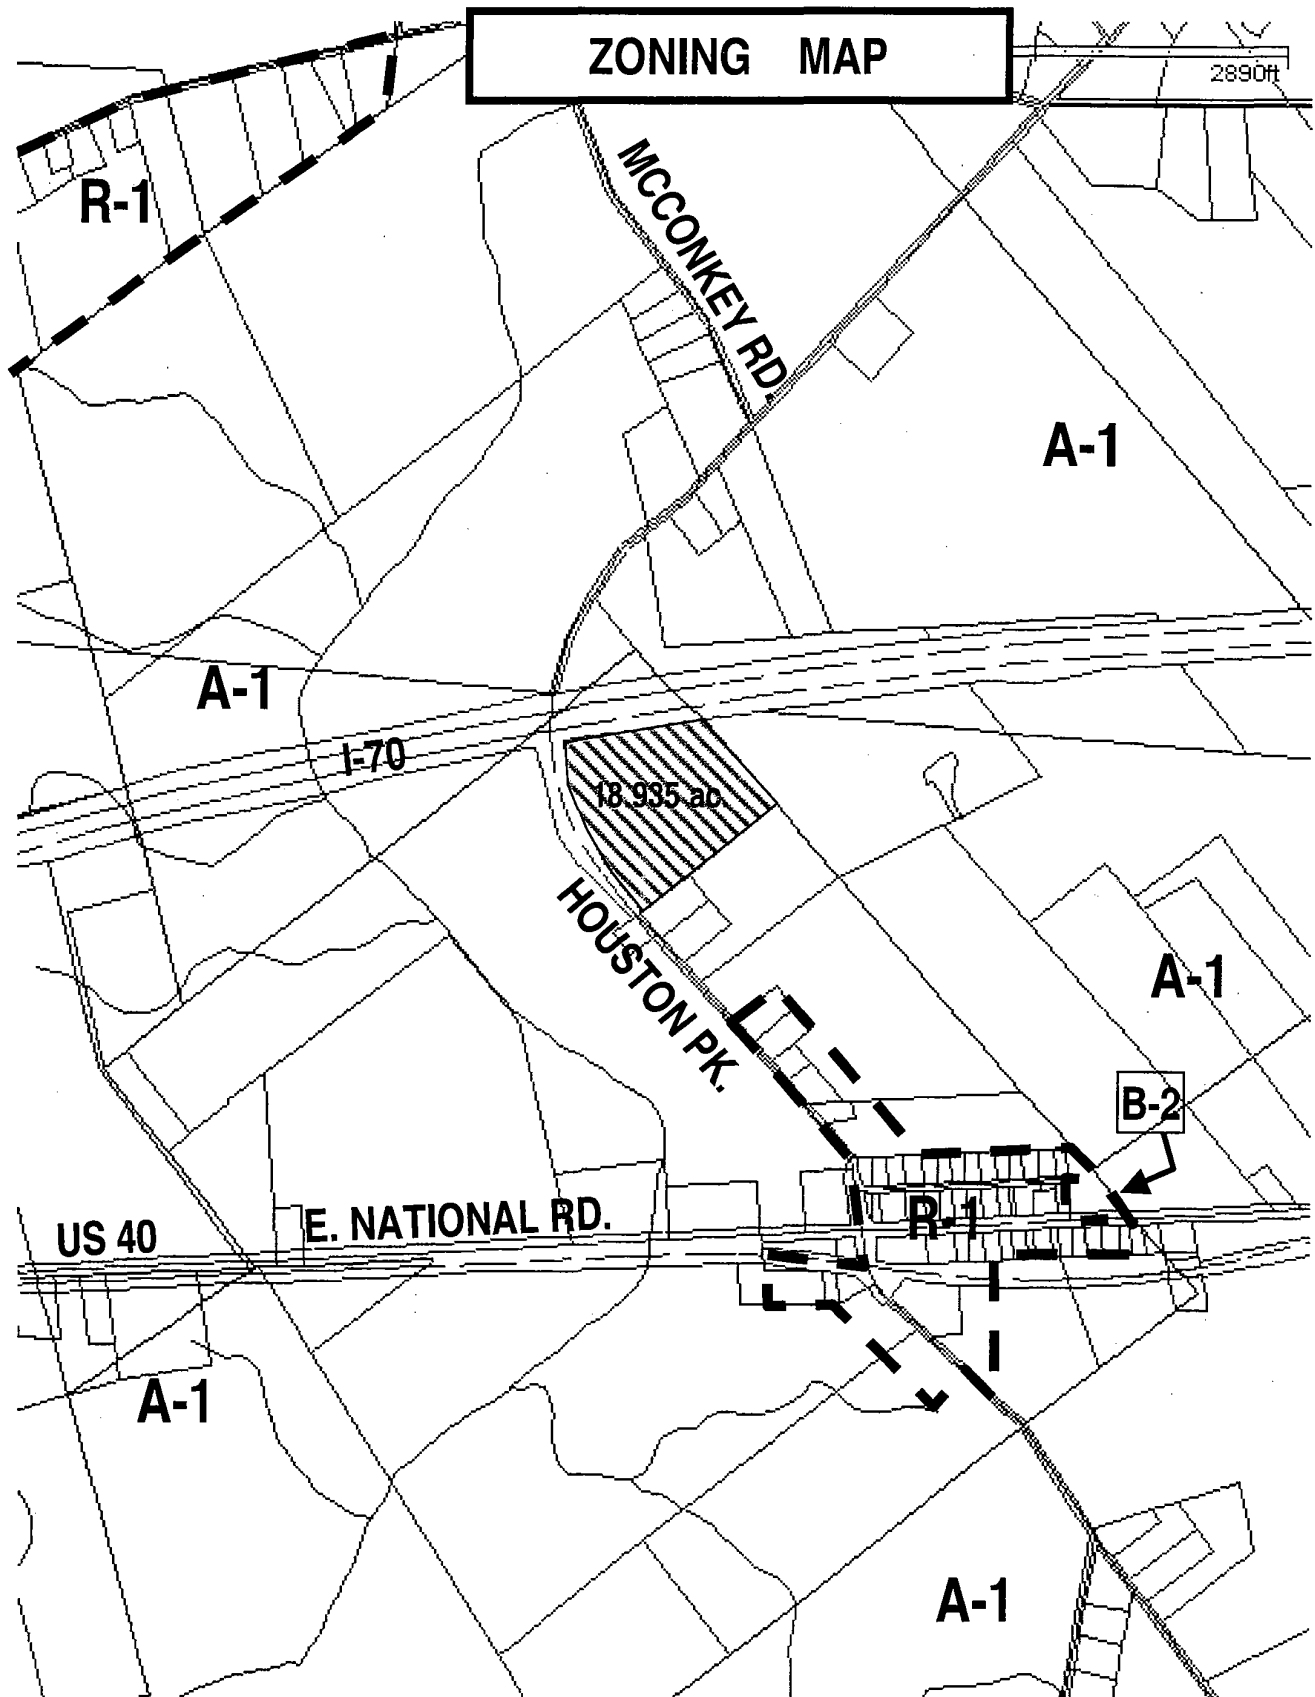 ZONING MAP
2890ft
MCCONKEY RD.
R-1
A-1
A-1
I-70
18.935 ac.
HOUSTON PK.
A-1
B-2
R-1
E. NATIONAL RD.
US 40
A-1
A-1